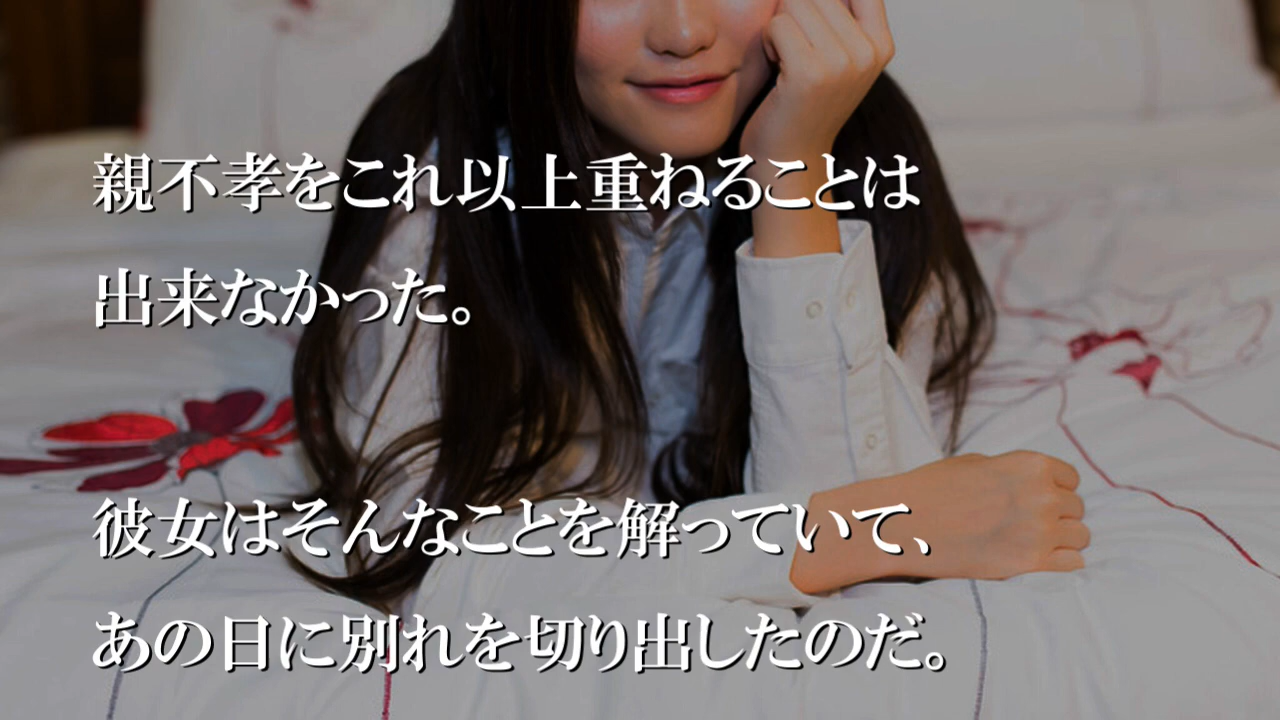 親不孝をこれ以上重ねることは
出来なかった。
彼女はそんなことを解っていて、
あの日に別れを切り出したのだ。